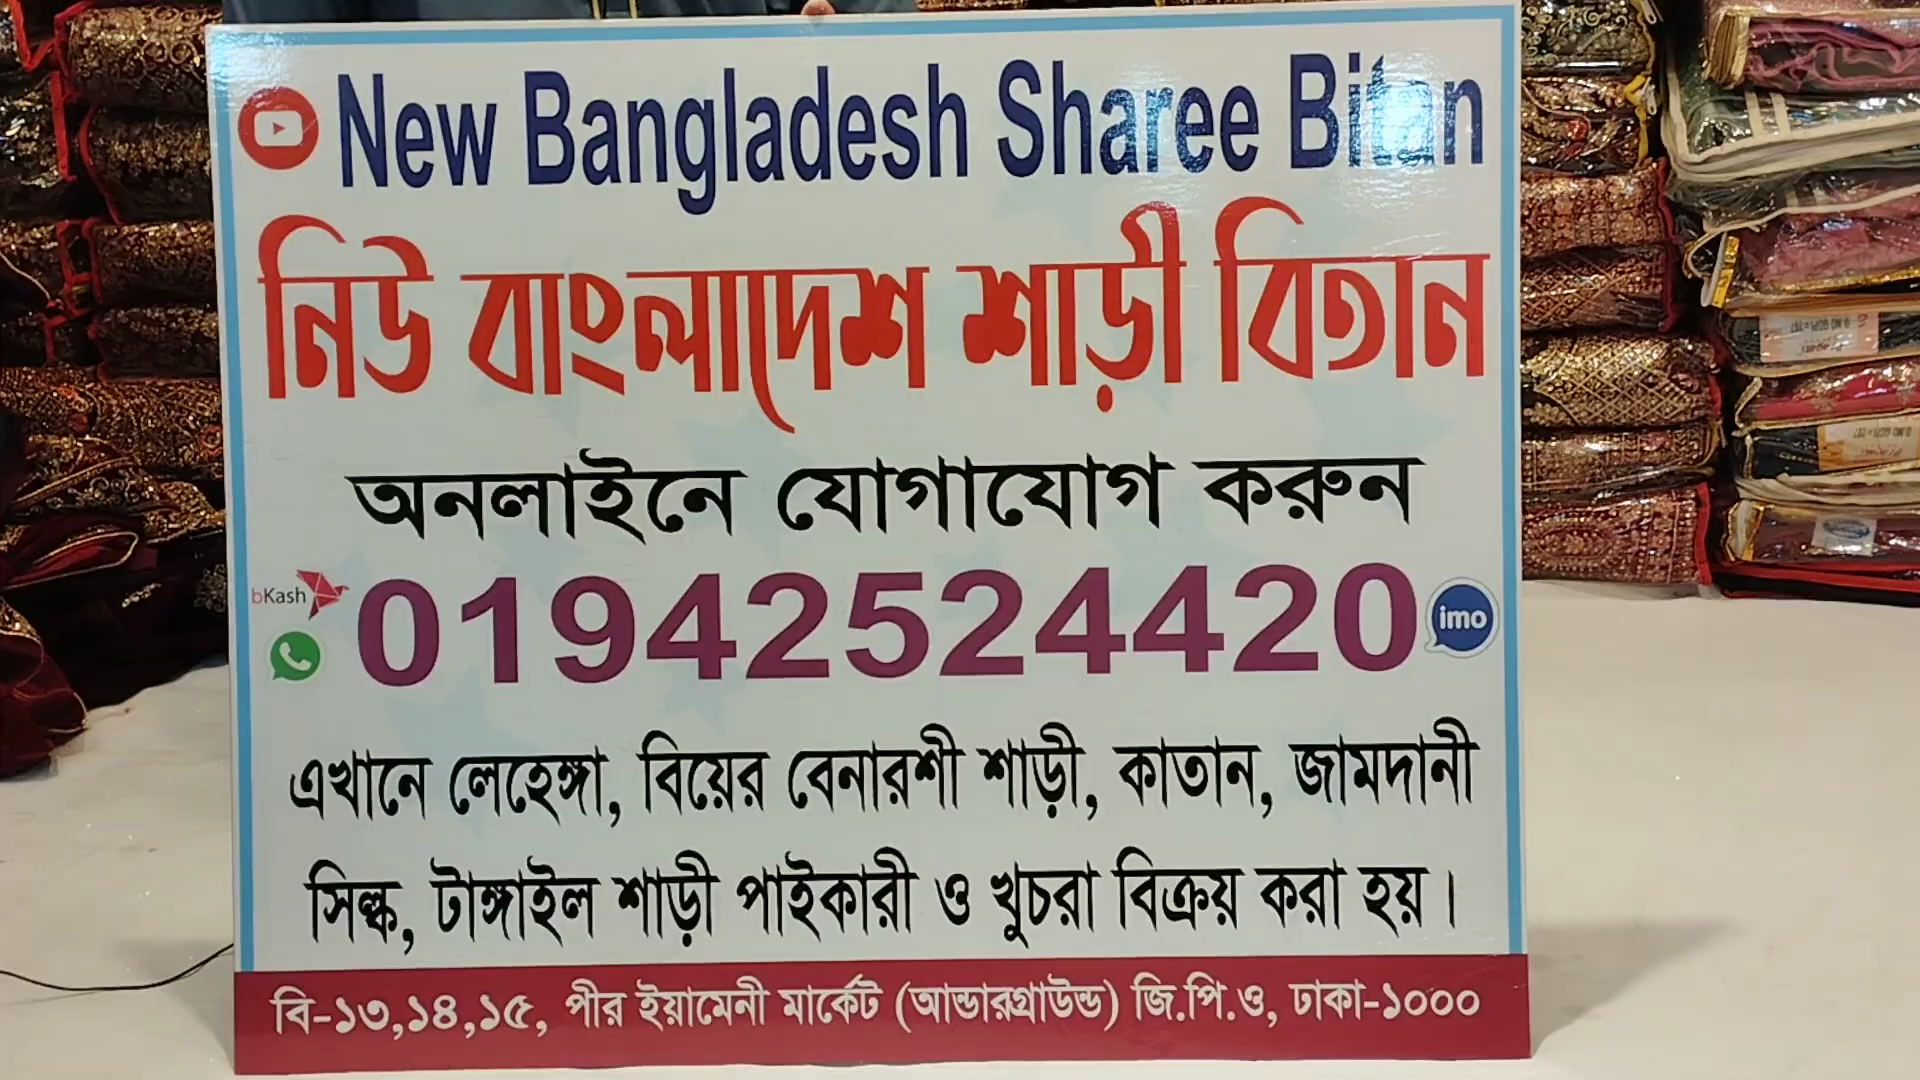 New Bangladesh Sharee Bitan
নিউ বাংলাদেশ শাড়ী বিতান
অনলাইনে যোগাযোগ করুন
bKash 01942524420 imo
এখানে লেহেঙ্গা, বিয়ের বেনারশী শাড়ী, কাতান, জামদানী
সিল্ক, টাঙ্গাইল শাড়ী পাইকারী ও খুচরা বিক্রয় করা হয়।
বি-১৩,১৪,১৫, পীর ইয়ামেনী মার্কেট (আন্ডারগ্রাউন্ড) জি.পি.ও, ঢাকা-১০০০